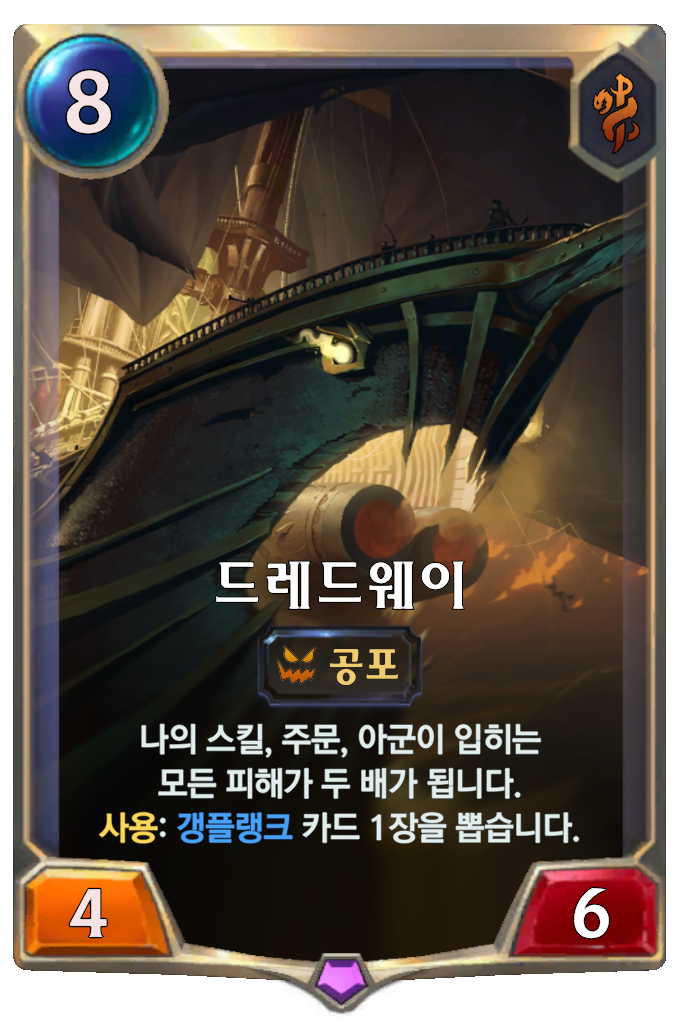 8
드레드웨이
공포
나의 스킬, 주문, 아군이 입히는
모든 피해가 두 배가 됩니다.
사용: 갱플랭크 카드 1장을 뽑습니다.
4
6